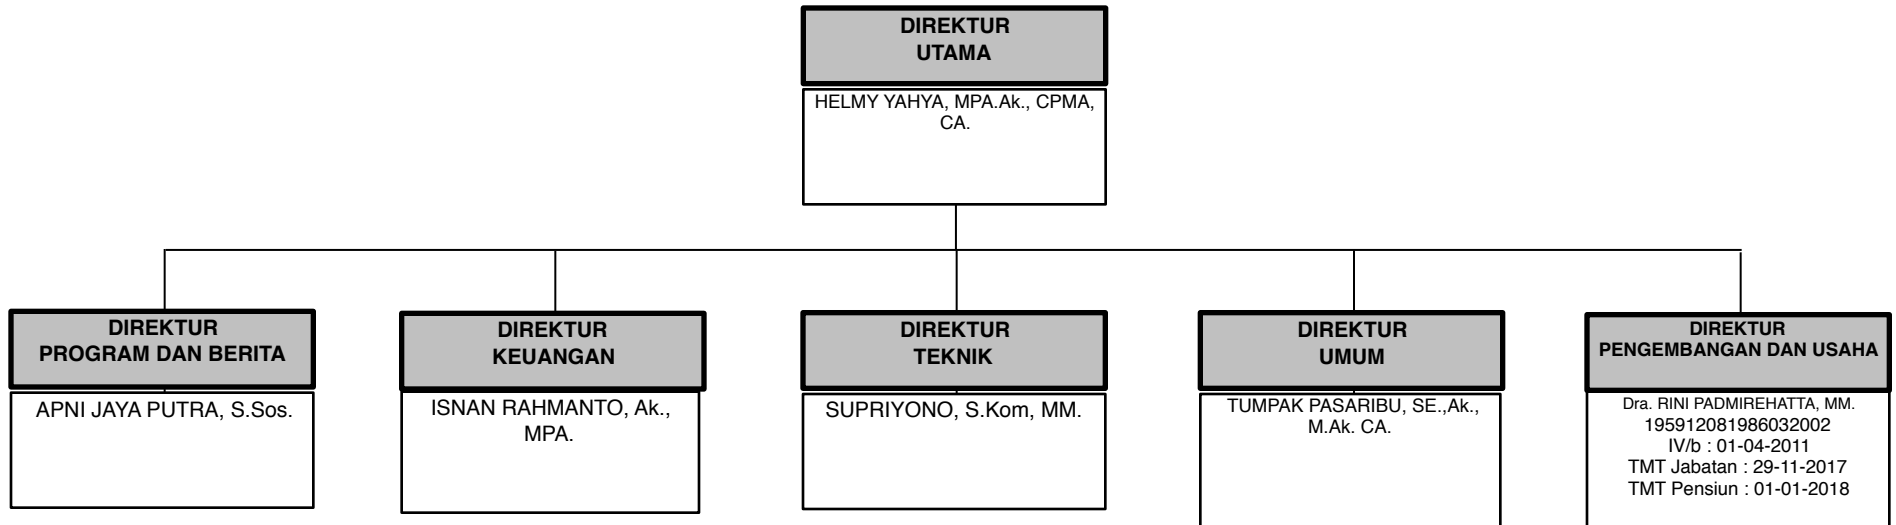 DIREKTUR
UTAMA
HELMY YAHYA, MPA.Ak., CPMA,
CA.
DIREKTUR
PROGRAM DAN BERITA
APNI JAYA PUTRA, S.Sos.
DIREKTUR
KEUANGAN
ISNAN RAHMANTO, Ak.,
MPA.
DIREKTUR
TEKNIK
SUPRIYONO, S.Kom, MM.
DIREKTUR
UMUM
TUMPAK PASARIBU, SE.,Ak.,
M.Ak. CA.
DIREKTUR
PENGEMBANGAN DAN USAHA
Dra. RINI PADMIREHATTA, MM.
195912081986032002
IV/b : 01-04-2011
TMT Jabatan : 29-11-2017
TMT Pensiun : 01-01-2018